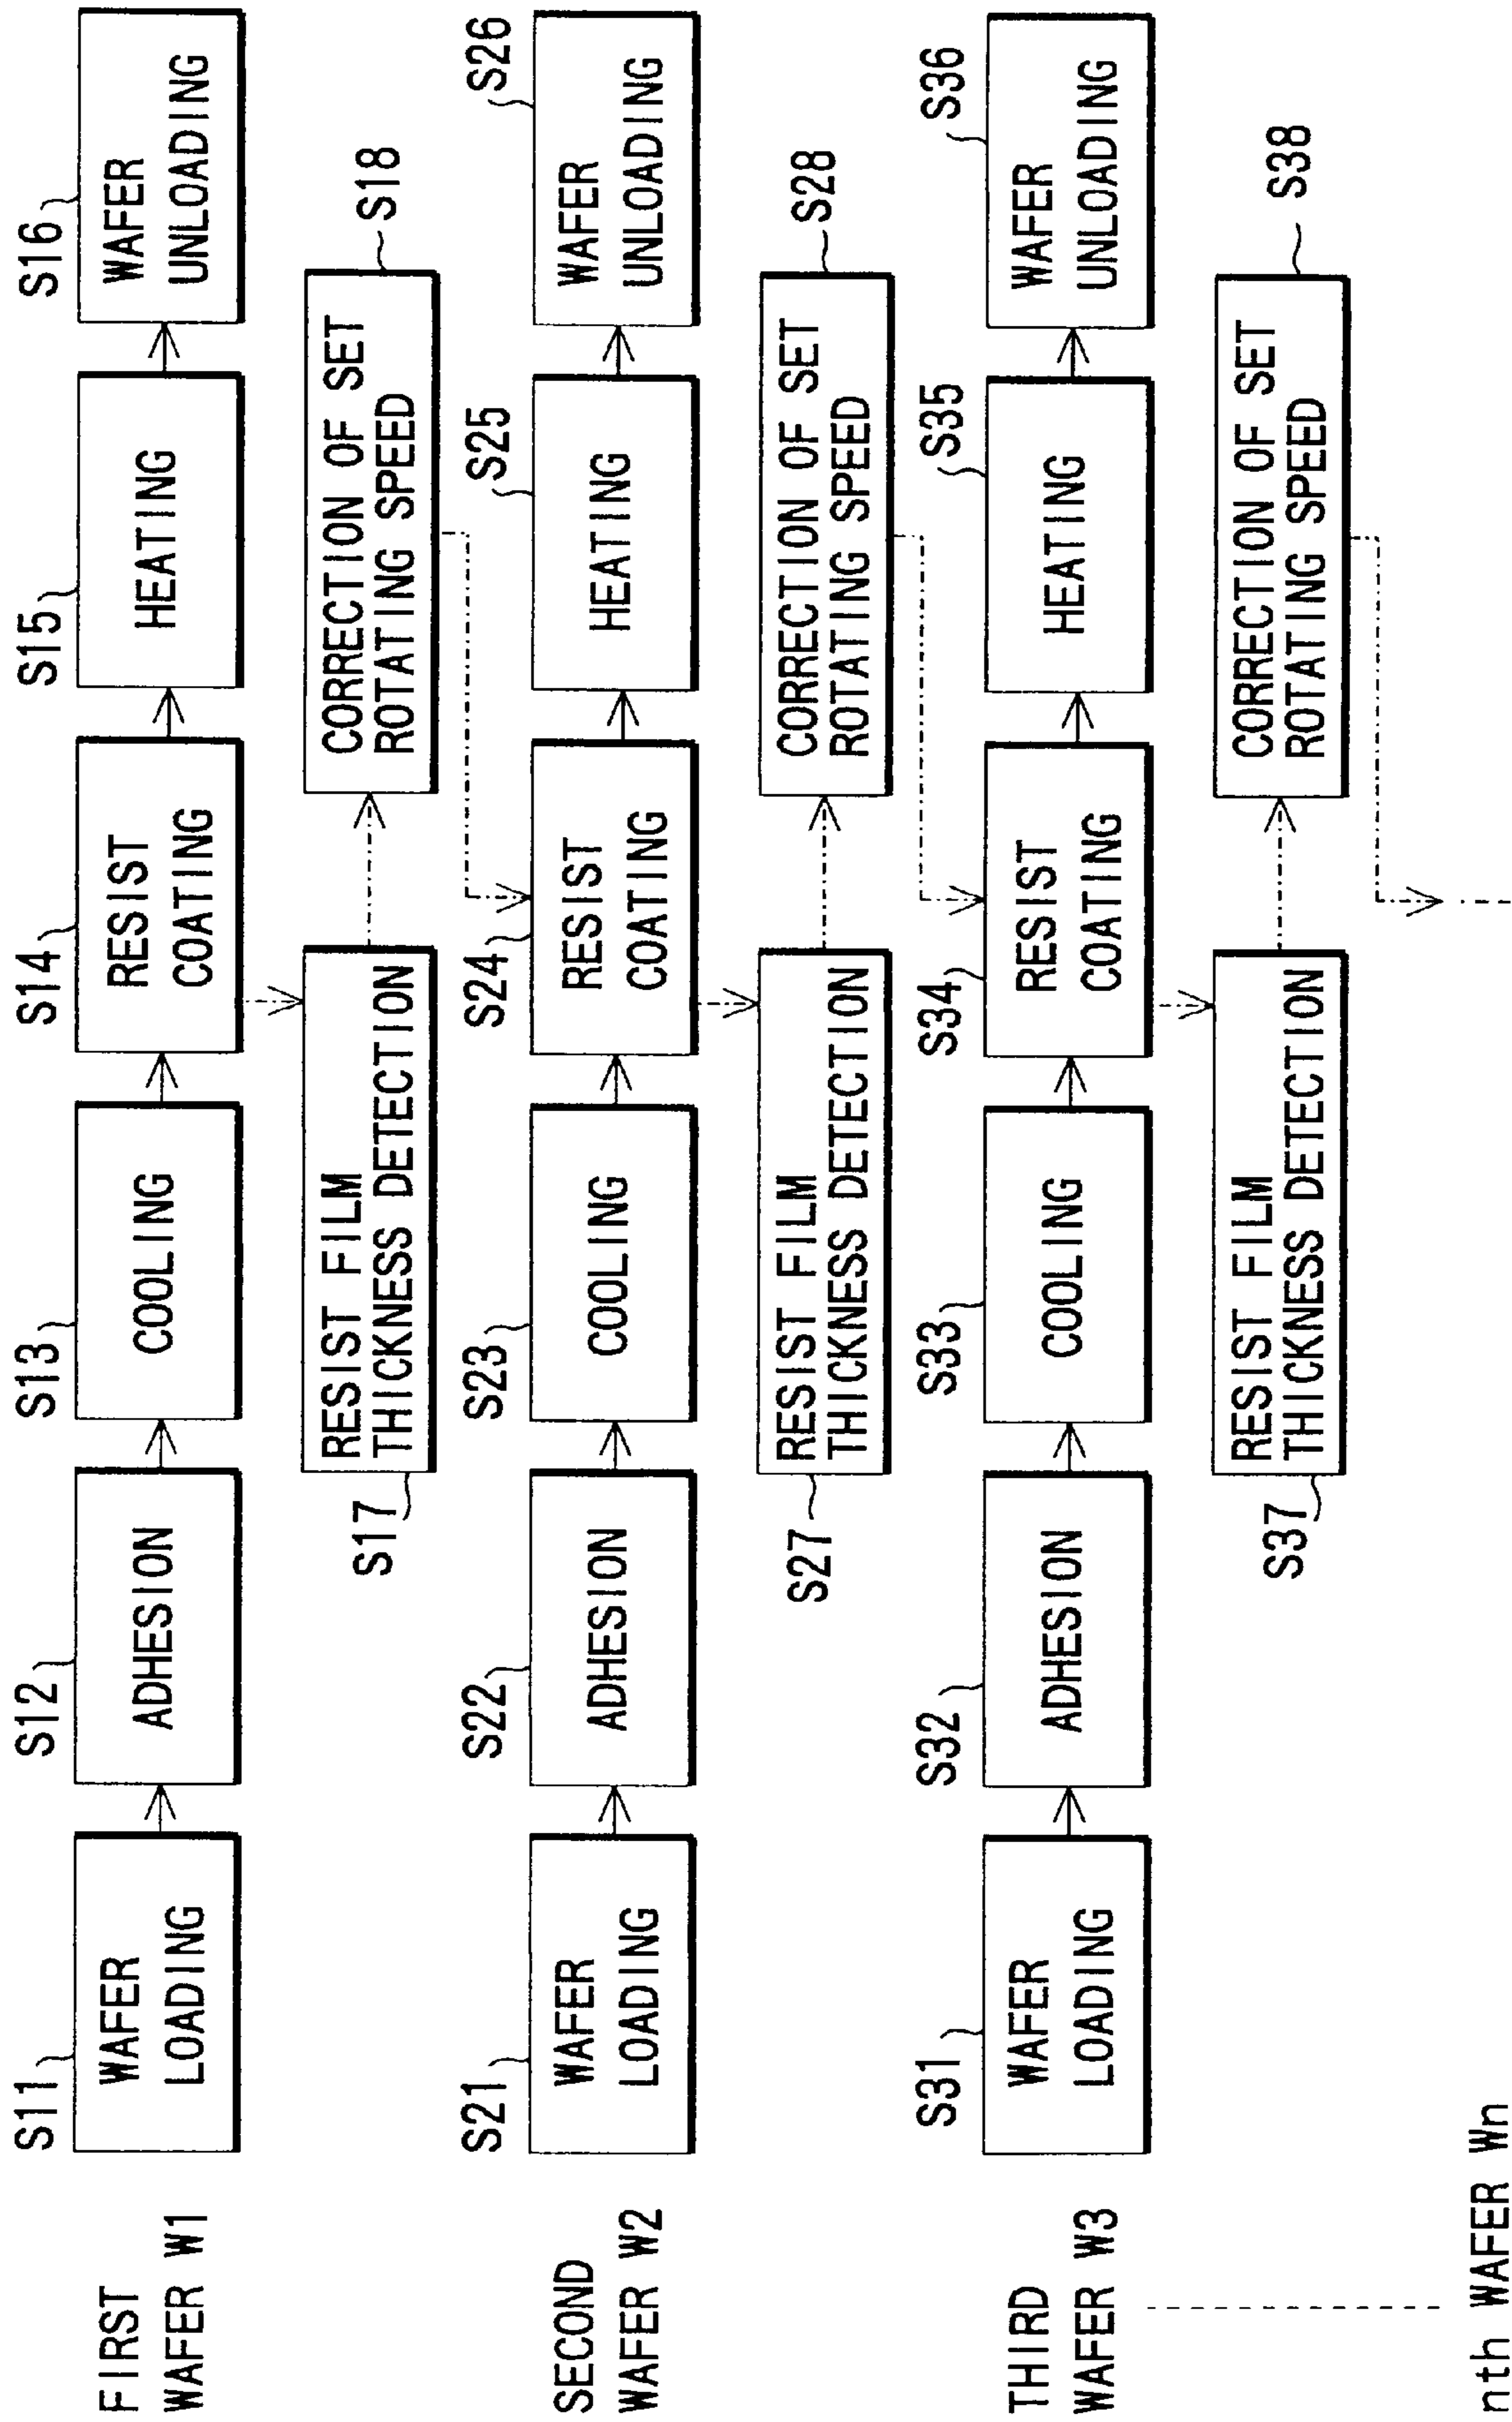 FIRST
WAFER W1
S11
WAFER
LOADING
S12
ADHESION
S13
COOLING
S14
RESIST
COATING
S15
HEATING
S16
WAFER
UNLOADING
S17
RESIST FILM
THICKNESS DETECTION
S18
CORRECTION OF SET
ROTATING SPEED
SECOND
WAFER W2
S21
WAFER
LOADING
S22
ADHESION
S23
COOLING
S24
RESIST
COATING
S25
HEATING
S26
WAFER
UNLOADING
S27
RESIST FILM
THICKNESS DETECTION
S28
CORRECTION OF SET
ROTATING SPEED
THIRD
WAFER W3
S31
WAFER
LOADING
S32
ADHESION
S33
COOLING
S34
RESIST
COATING
S35
HEATING
S36
WAFER
UNLOADING
S37
RESIST FILM
THICKNESS DETECTION
S38
CORRECTION OF SET
ROTATING SPEED
nth WAFER Wn